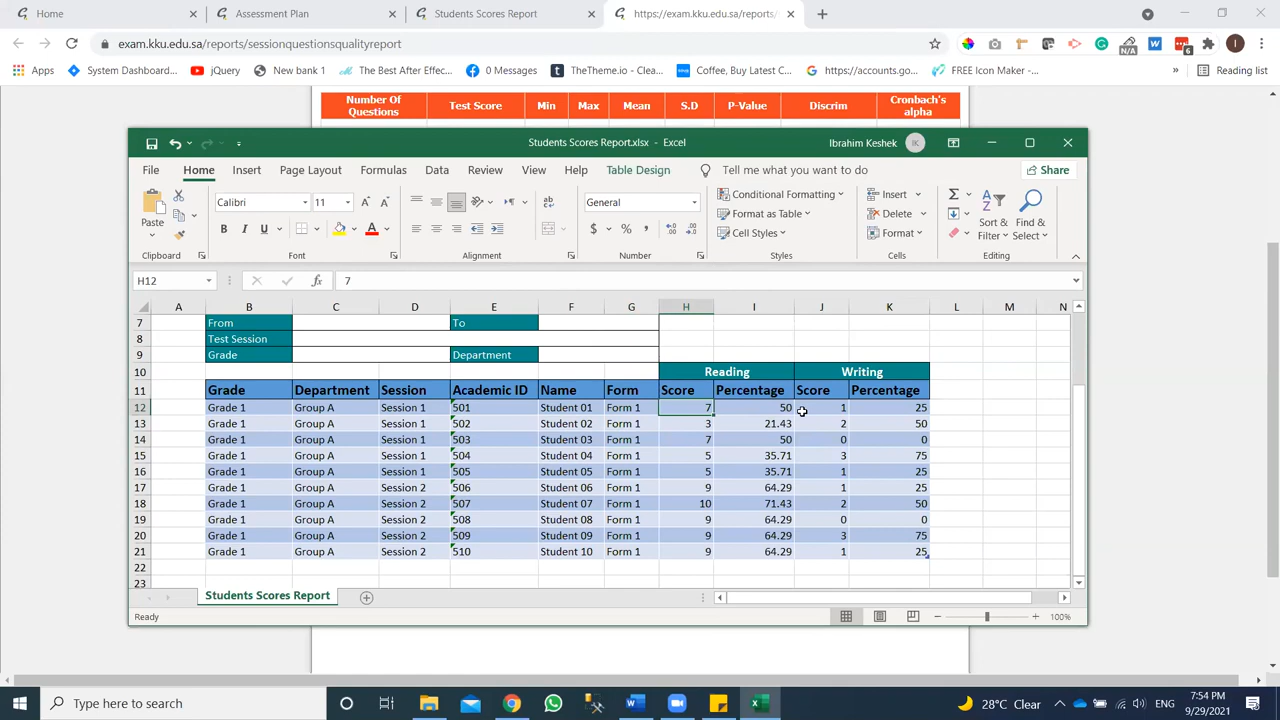 Home
Assessment Plan
Students Scores Report
https://exam.kku.edu.sa/reports/
exam.kku.edu.sa/reports/sessionquestionqualityreport
N/A
6
I
Apps System Dashboard... jQuery New bank 1 The Best After Effec... 0 Messages TheTheme.io - Clea... Coffee, Buy Latest C... https://accounts.go... FREE Icon Maker -... » Reading list
Number Of Questions Test Score Min Max Mean S.D P-Value Discrim Cronbach's alpha
Students Scores Report.xlsx - Excel
Ibrahim Keshek IK
File Home Insert Page Layout Formulas Data Review View Help Table Design Tell me what you want to do Share
Paste
Calibri 11
B I U
General
$ % ,
Conditional Formatting
Format as Table
Cell Styles
Insert
Delete
Format
Sort & Filter
Find & Select
Clipboard Font Alignment Number Styles Cells Editing
H12 fx 7
A B C D E F G H I J K L M N
7 From To
8 Test Session
9 Grade Department
10 Reading Writing
11 Grade Department Session Academic ID Name Form Score Percentage Score Percentage
12 Grade 1 Group A Session 1 501 Student 01 Form 1 7 50 1 25
13 Grade 1 Group A Session 1 502 Student 02 Form 1 3 21.43 2 50
14 Grade 1 Group A Session 1 503 Student 03 Form 1 7 50 0 0
15 Grade 1 Group A Session 1 504 Student 04 Form 1 5 35.71 3 75
16 Grade 1 Group A Session 1 505 Student 05 Form 1 5 35.71 1 25
17 Grade 1 Group A Session 2 506 Student 06 Form 1 9 64.29 1 25
18 Grade 1 Group A Session 2 507 Student 07 Form 1 10 71.43 2 50
19 Grade 1 Group A Session 2 508 Student 08 Form 1 9 64.29 0 0
20 Grade 1 Group A Session 2 509 Student 09 Form 1 9 64.29 3 75
21 Grade 1 Group A Session 2 510 Student 10 Form 1 9 64.29 1 25
22
23
Students Scores Report
Ready
100%
Type here to search
28°C Clear
ENG
7:54 PM
9/29/2021